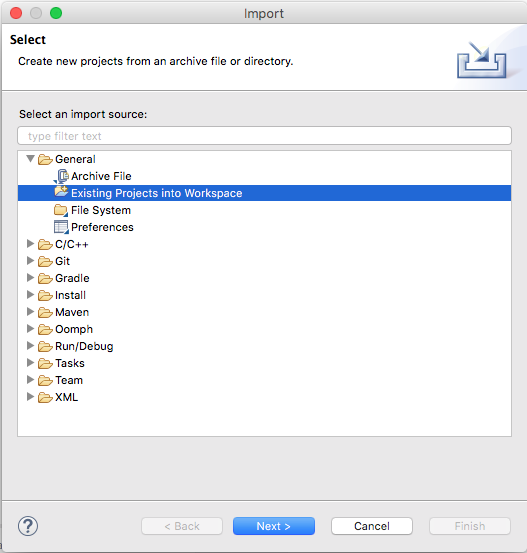 Import
Select
Create new projects from an archive file or directory.
Select an import source:
type filter text
General
Archive File
Existing Projects into Workspace
File System
Preferences
C/C++
Git
Gradle
Install
Maven
Oomph
Run/Debug
Tasks
Team
XML
?
< Back
Next >
Cancel
Finish